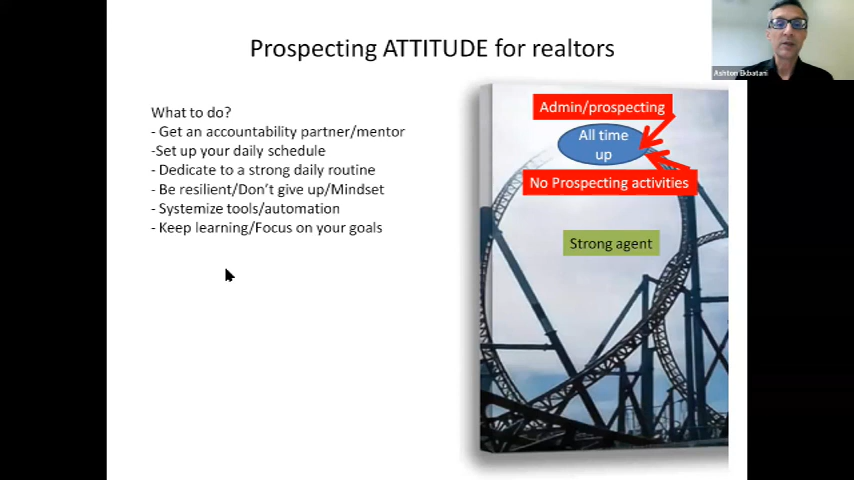 Prospecting ATTITUDE for realtors
Ashton Ekbatani
What to do?
- Get an accountability partner/mentor
-Set up your daily schedule
- Dedicate to a strong daily routine
- Be resilient/Don't give up/Mindset
- Systemize tools/automation
- Keep learning/Focus on your goals
Admin/prospecting
All time
up
No Prospecting activities
Strong agent